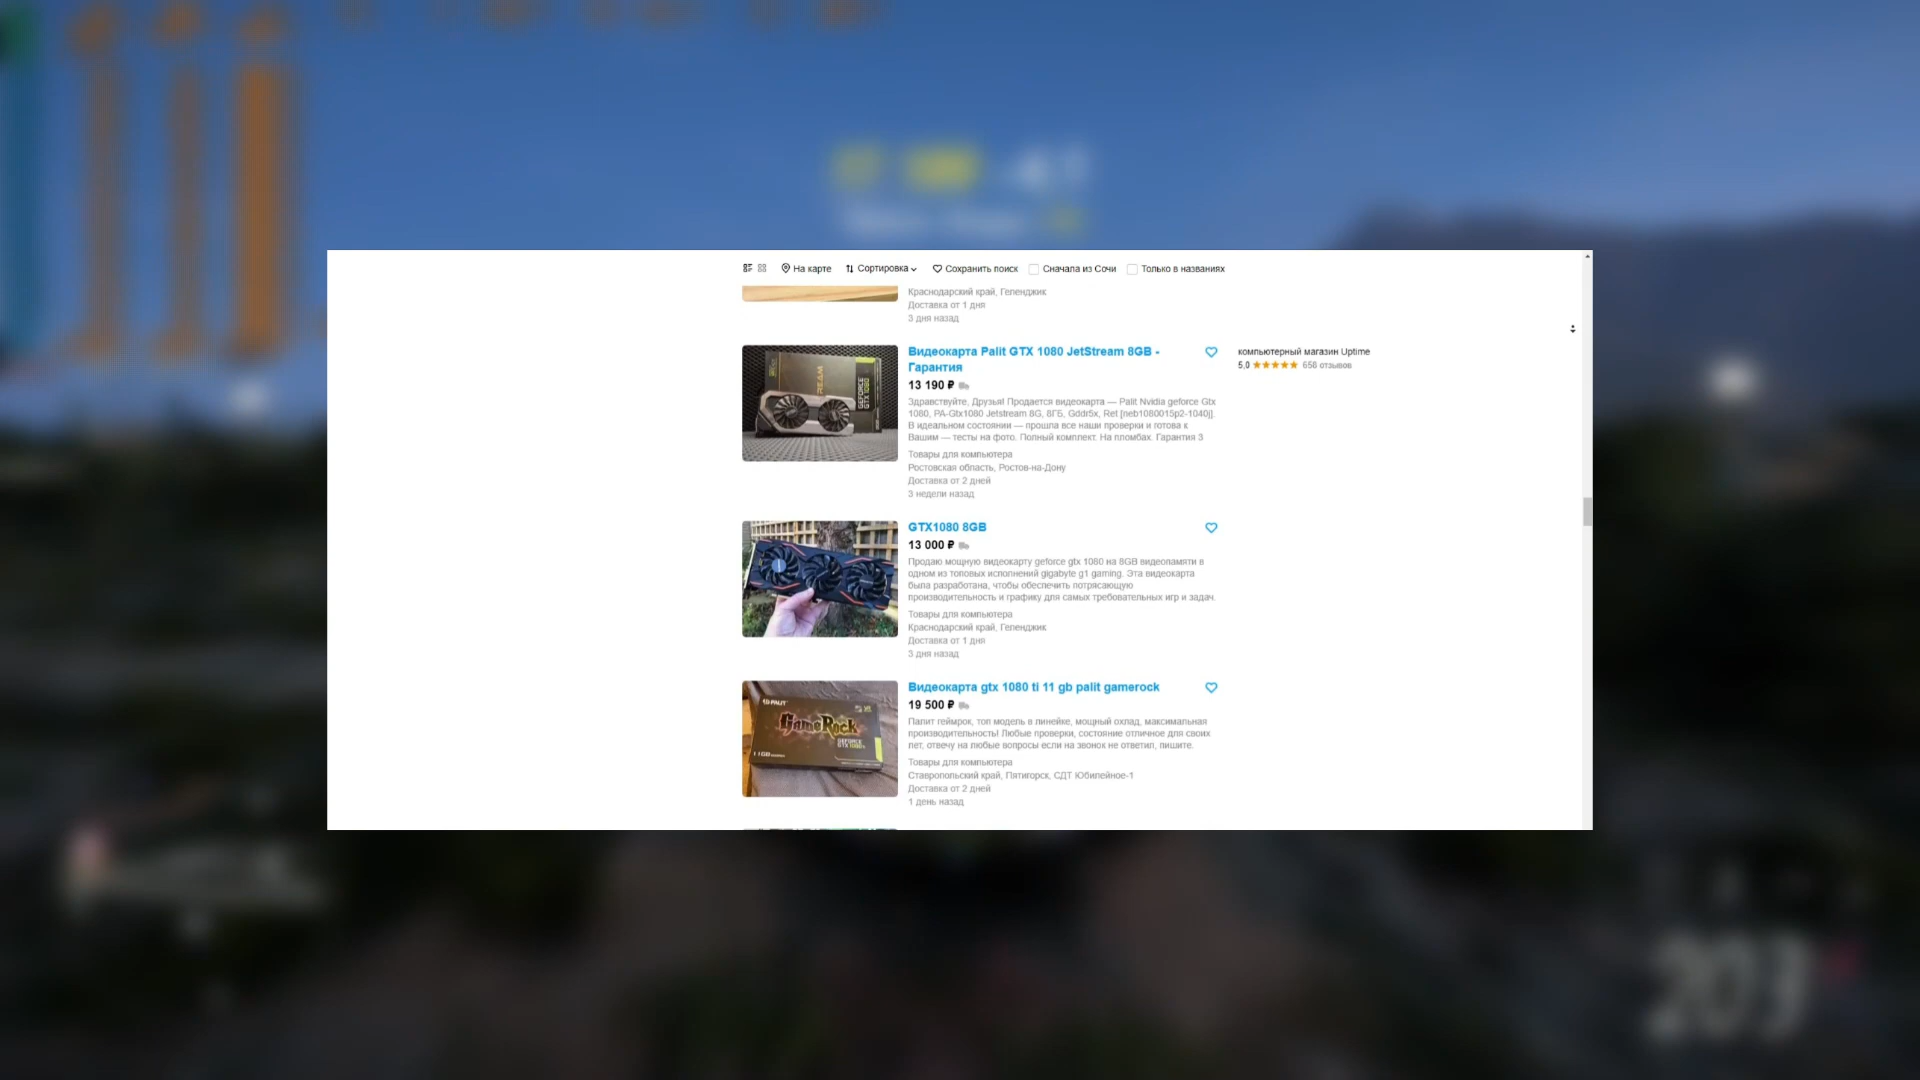 На карте
Сортировка
Сохранить поиск
Сначала из Сочи
Только в названиях
Краснодарский край, Геленджик
Доставка от 1 дня
3 дня назад
Видеокарта Palit GTX 1080 JetStream 8GB -
Гарантия
13 190 ₽
Здравствуйте, Друзья! Продается видеокарта — Palit Nvidia geforce Gtx
1080, PA-Gtx1080 Jetstream 8G, 8ГБ, Gddr5x, Ret [neb1080015p2-1040j].
В идеальном состоянии — прошла все наши проверки и готова к
Вашим — тесты на фото. Полный комплект. На пломбах. Гарантия 3
Товары для компьютера
Ростовская область, Ростов-на-Дону
Доставка от 2 дней
3 недели назад
компьютерный магазин Uptime
5,0 ★★★★★ 656 отзывов
GTX1080 8GB
13 000 ₽
Продаю мощную видеокарту geforce gtx 1080 на 8GB видеопамяти в
одном из топовых исполнений gigabyte g1 gaming. Эта видеокарта
была разработана, чтобы обеспечить потрясающую
производительность и графику для самых требовательных игр и задач.
Товары для компьютера
Краснодарский край, Геленджик
Доставка от 1 дня
3 дня назад
PALIT
GameRock
GEFORCE
Видеокарта gtx 1080 ti 11 gb palit gamerock
19 500 ₽
Палит геймрок, топ модель в линейке, мощный охлад, максимальная
производительность! Любые проверки, состояние отличное для своих
лет, отвечу на любые вопросы если на звонок не ответил, пишите.
Товары для компьютера
Ставропольский край, Пятигорск, СДТ Юбилейное-1
Доставка от 2 дней
1 день назад
203